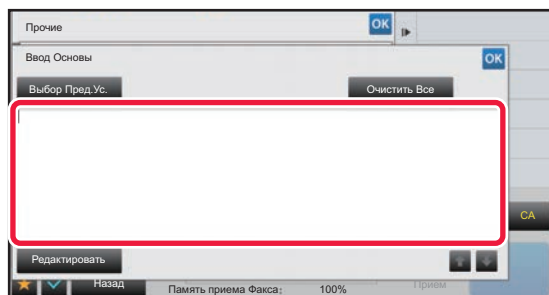 Прочие
OK
Ввод Основы
OK
Выбор Пред.Ус.
Очистить Все
CA
Редактировать
Назад
Память приема Факса: 100%
Прием